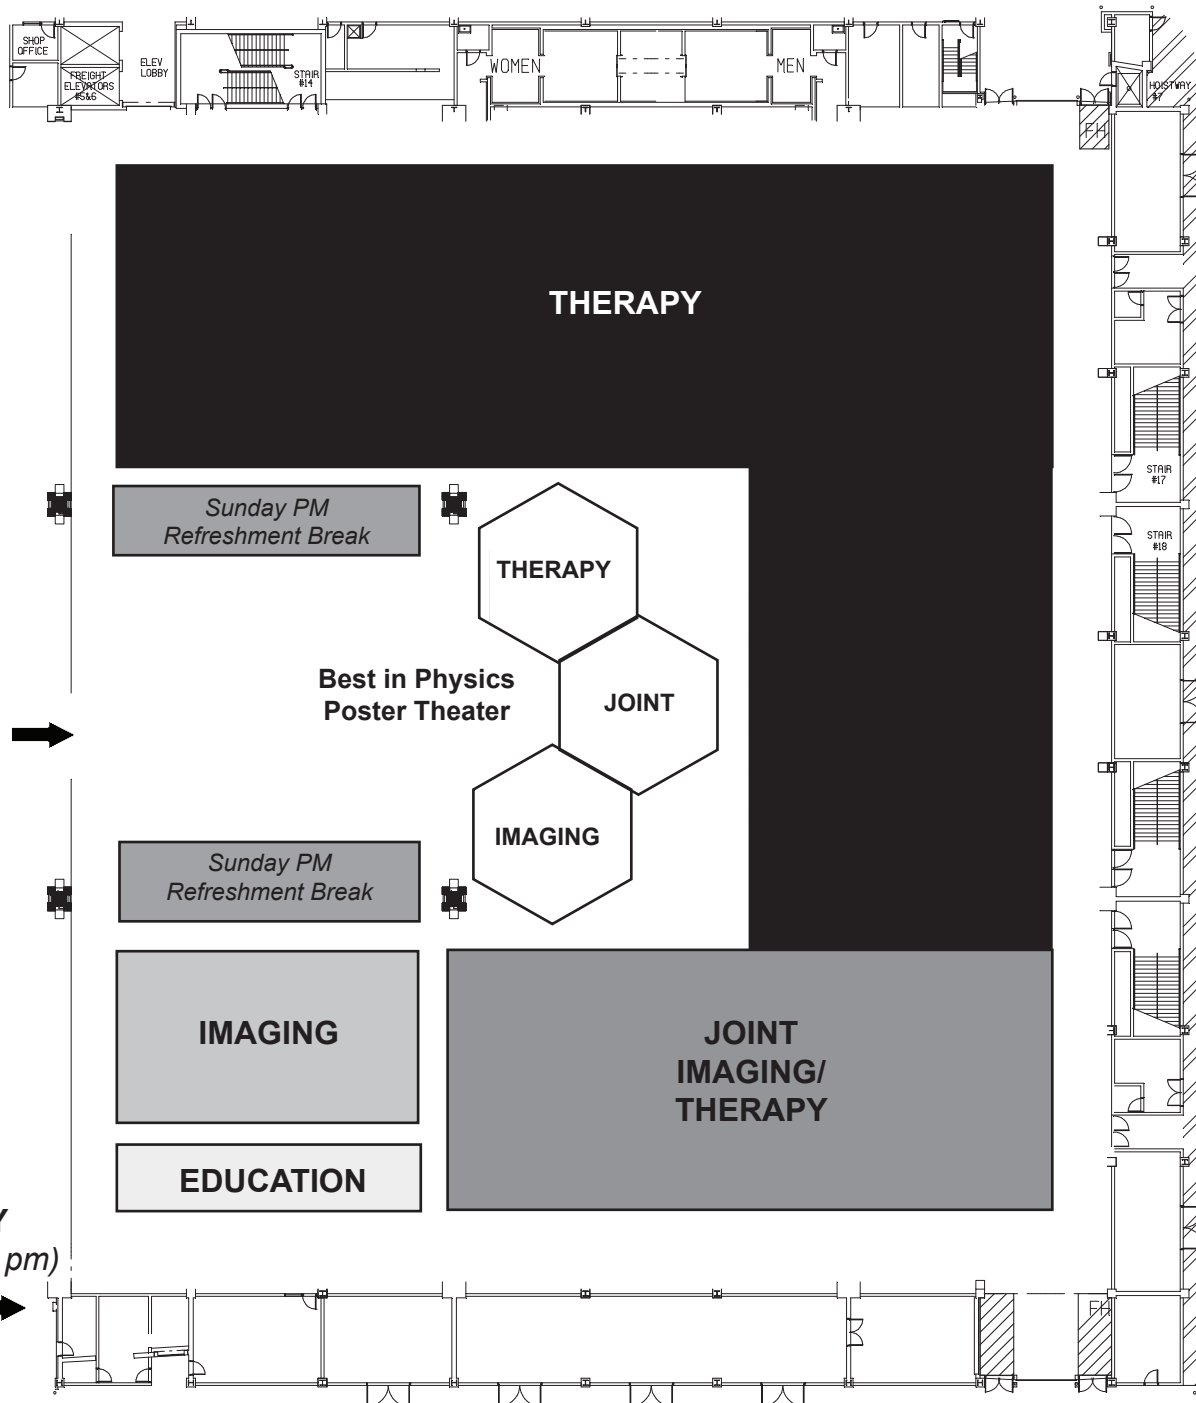 SHOP
OFFICE
FREIGHT
ELEVATORS
#5&6
ELEV
LOBBY
STAIR
#14
WOMEN
MEN
HOISTWAY
#7
FH
THERAPY
STAIR
#17
Sunday PM
Refreshment Break
STAIR
#18
THERAPY
Best in Physics
Poster Theater
JOINT
IMAGING
Sunday PM
Refreshment Break
IMAGING
JOINT
IMAGING/
THERAPY
EDUCATION
Y
pm)
FH